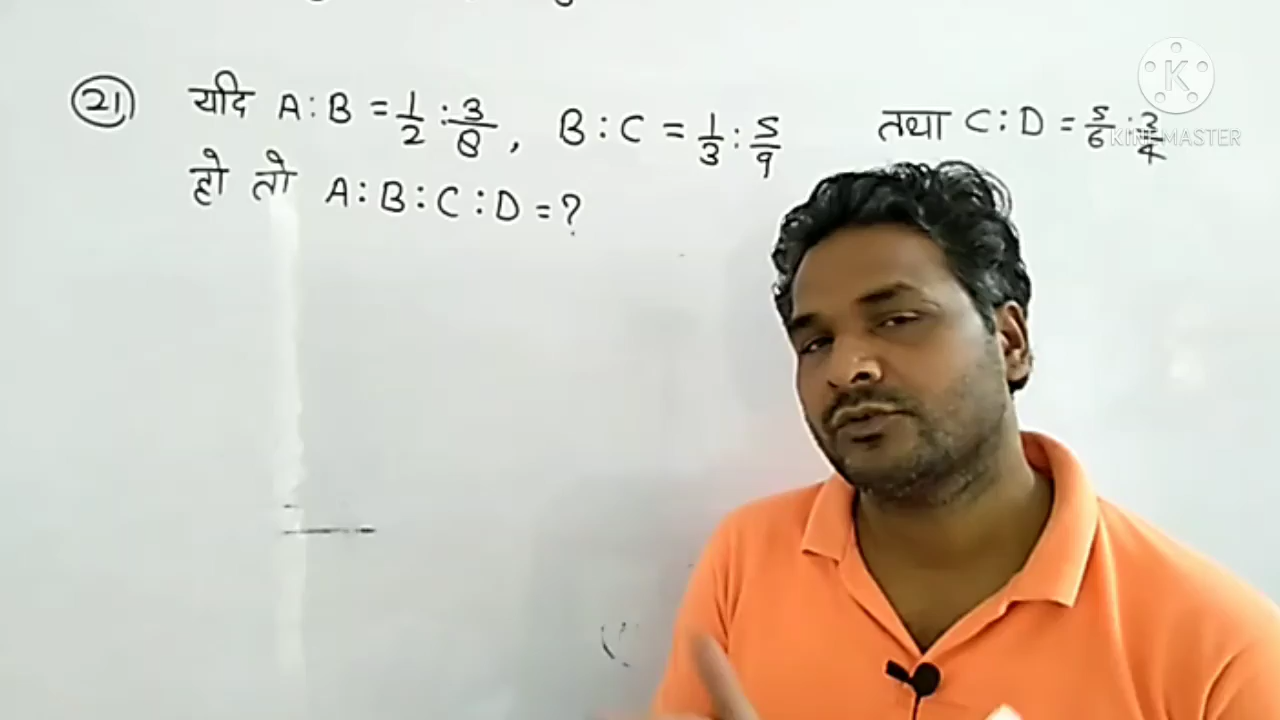 21. यदि A:B = 1/2 : 3/8 , B:C = 1/3 : 5/9 तथा C:D = 5/6 : 3/4
हो तो A:B:C:D = ?
K
KINEMASTER